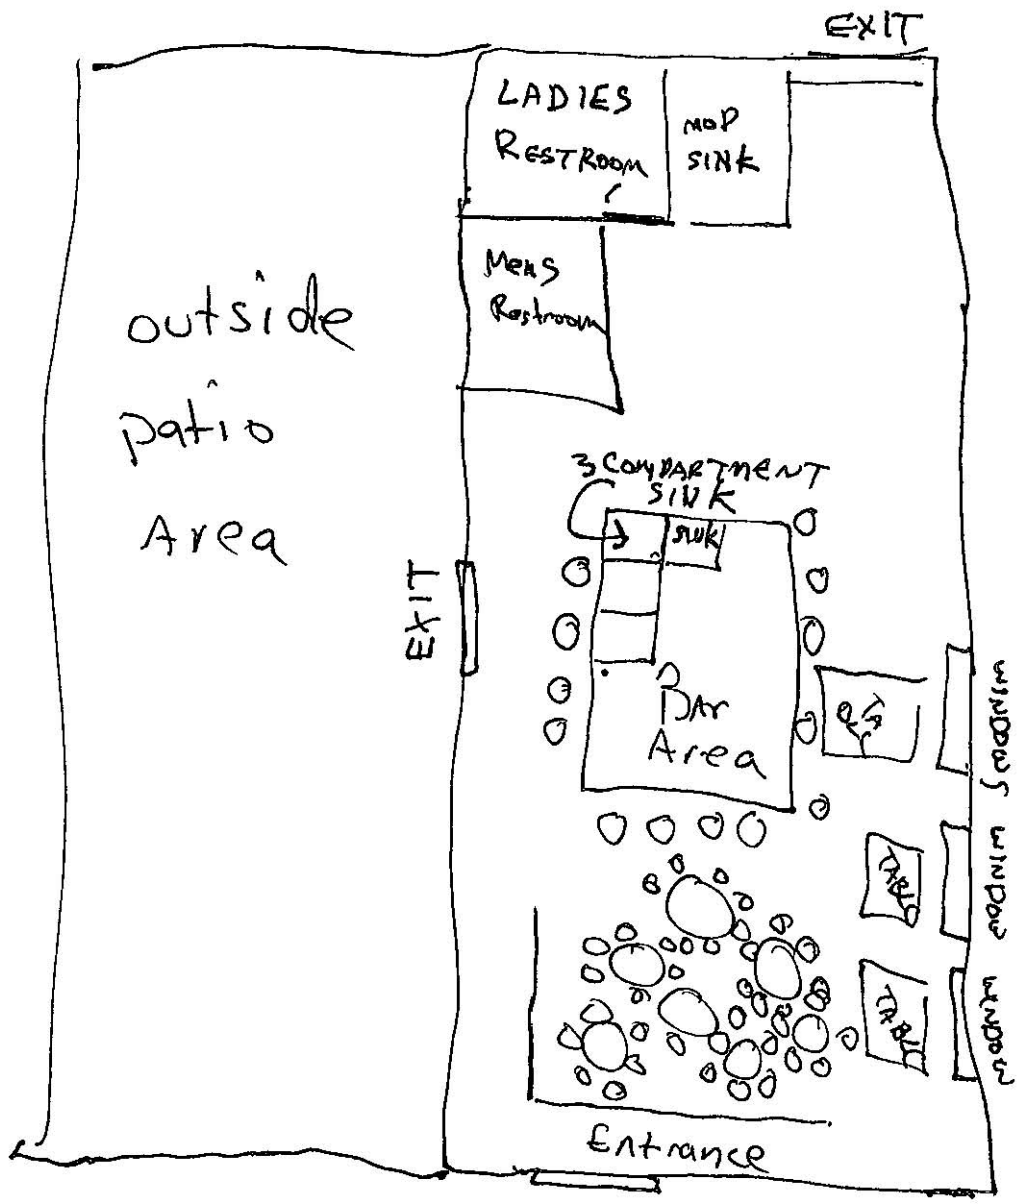 EXIT
LADIES
RESTROOM
MOP
SINK
Mens
Restroom
outside
patio
Area
3 COMPARTMENT
SINK
SINK
EXIT
Bar
Area
WINDOW
TABLE
WINDOW
TABLE
WINDOW
Entrance